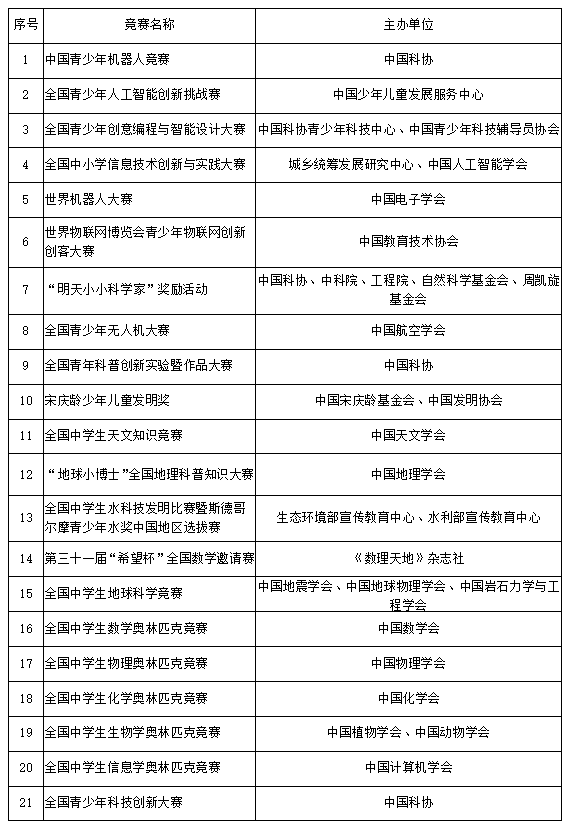 序号 竞赛名称 主办单位
1 中国青少年机器人竞赛 中国科协
2 全国青少年人工智能创新挑战赛 中国少年儿童发展服务中心
3 全国青少年创意编程与智能设计大赛 中国科协青少年科技中心、中国青少年科技辅导员协会
4 全国中小学信息技术创新与实践大赛 城乡统筹发展研究中心、中国人工智能学会
5 世界机器人大赛 中国电子学会
6 世界物联网博览会青少年物联网创新
创客大赛 中国教育技术协会
7 “明天小小科学家”奖励活动 中国科协、中科院、工程院、自然科学基金会、周凯旋
基金会
8 全国青少年无人机大赛 中国航空学会
9 全国青年科普创新实验暨作品大赛 中国科协
10 宋庆龄少年儿童发明奖 中国宋庆龄基金会、中国发明协会
11 全国中学生天文知识竞赛 中国天文学会
12 “地球小博士”全国地理科普知识大赛 中国地理学会
13 全国中学生水科技发明比赛暨斯德哥
尔摩青少年水奖中国地区选拔赛 生态环境部宣传教育中心、水利部宣传教育中心
14 第三十一届“希望杯”全国数学邀请赛 《数理天地》杂志社
15 全国中学生地球科学竞赛 中国地震学会、中国地球物理学会、中国岩石力学与工
程学会
16 全国中学生数学奥林匹克竞赛 中国数学会
17 全国中学生物理奥林匹克竞赛 中国物理学会
18 全国中学生化学奥林匹克竞赛 中国化学会
19 全国中学生生物学奥林匹克竞赛 中国植物学会、中国动物学会
20 全国中学生信息学奥林匹克竞赛 中国计算机学会
21 全国青少年科技创新大赛 中国科协